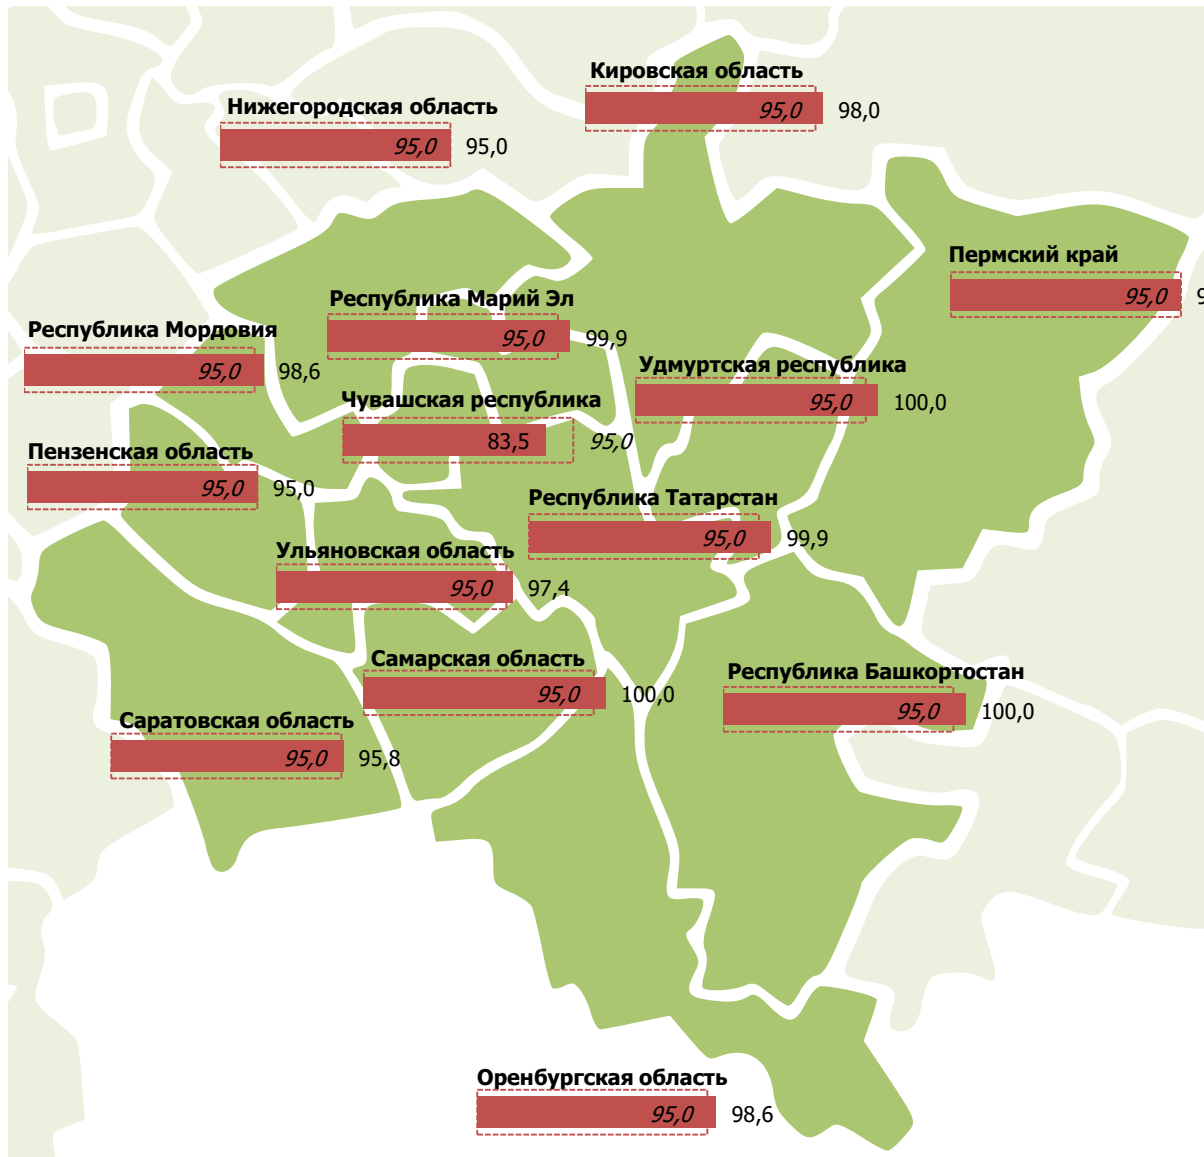 Кировская область
95,0 98,0
Нижегородская область
95,0 95,0
Пермский край
95,0
Республика Марий Эл
95,0 99,9
Республика Мордовия
95,0 98,6
Удмуртская республика
95,0 100,0
Чувашская республика
83,5 95,0
Пензенская область
95,0 95,0
Республика Татарстан
95,0 99,9
Ульяновская область
95,0 97,4
Самарская область
95,0 100,0
Республика Башкортостан
95,0 100,0
Саратовская область
95,0 95,8
Оренбургская область
95,0 98,6